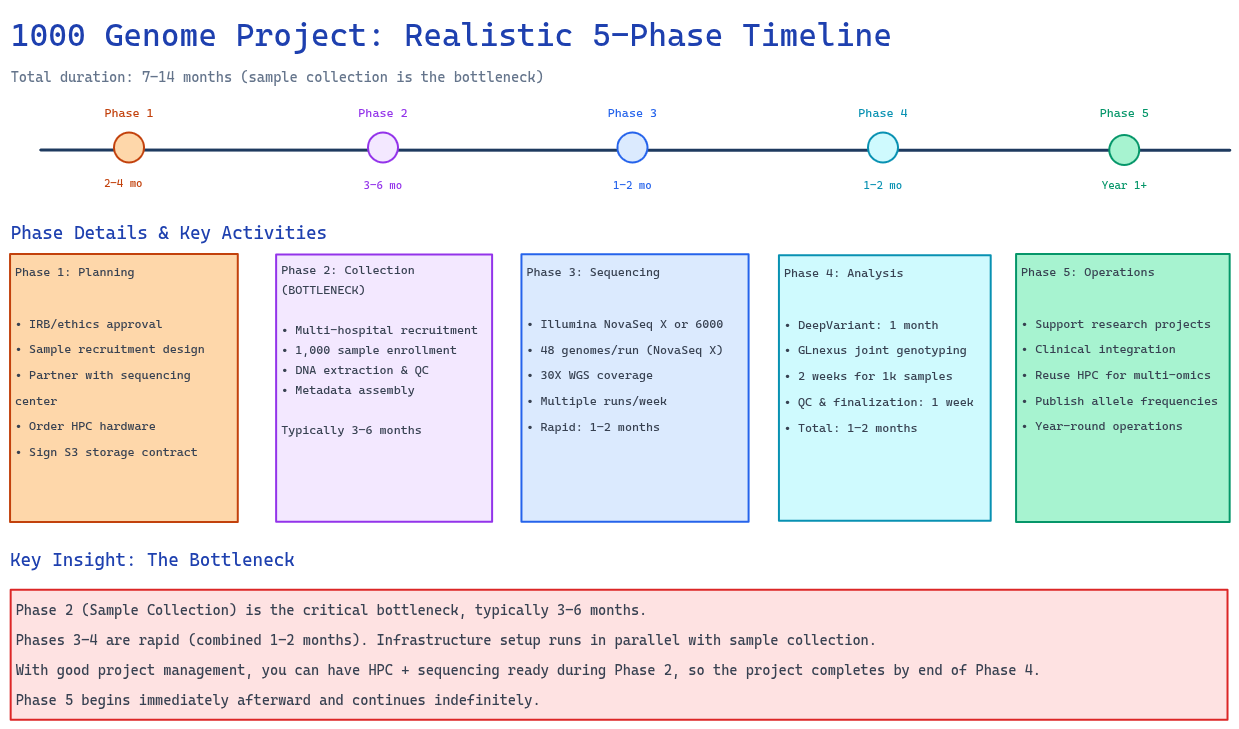 1000 Genome Project: Realistic 5-Phase Timeline
Total duration: 7-14 months (sample collection is the bottleneck)
Phase 1
Phase 2
Phase 3
Phase 4
Phase 5
2-4 mo
3-6 mo
1-2 mo
1-2 mo
Year 1+
Phase Details & Key Activities
Phase 1: Planning
• IRB/ethics approval
• Sample recruitment design
• Partner with sequencing
center
• Order HPC hardware
• Sign S3 storage contract
Phase 2: Collection
(BOTTLENECK)
• Multi-hospital recruitment
• 1,000 sample enrollment
• DNA extraction & QC
• Metadata assembly
Typically 3-6 months
Phase 3: Sequencing
• Illumina NovaSeq X or 6000
• 48 genomes/run (NovaSeq X)
• 30X WGS coverage
• Multiple runs/week
• Rapid: 1-2 months
Phase 4: Analysis
• DeepVariant: 1 month
• GLnexus joint genotyping
• 2 weeks for 1k samples
• QC & finalization: 1 week
• Total: 1-2 months
Phase 5: Operations
• Support research projects
• Clinical integration
• Reuse HPC for multi-omics
• Publish allele frequencies
• Year-round operations
Key Insight: The Bottleneck
Phase 2 (Sample Collection) is the critical bottleneck, typically 3-6 months.
Phases 3-4 are rapid (combined 1-2 months). Infrastructure setup runs in parallel with sample collection.
With good project management, you can have HPC + sequencing ready during Phase 2, so the project completes by end of Phase 4.
Phase 5 begins immediately afterward and continues indefinitely.